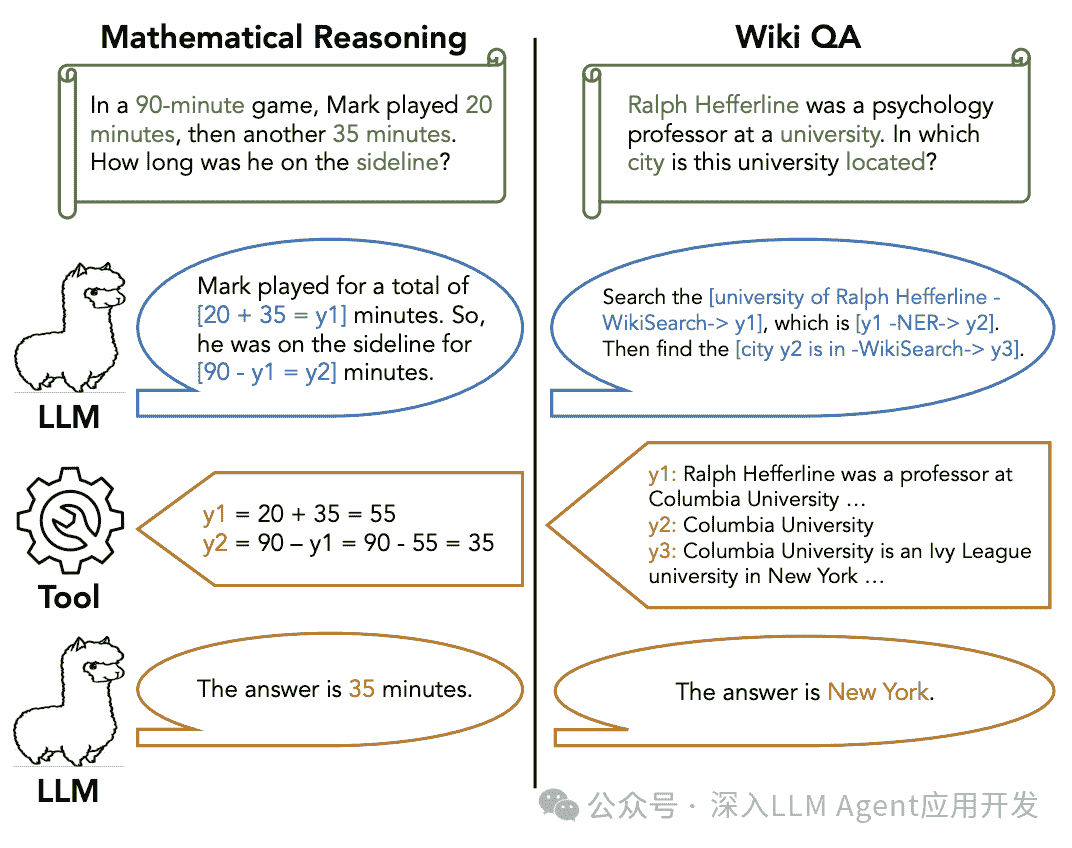 Mathematical Reasoning
In a 90-minute game, Mark played 20
minutes, then another 35 minutes.
How long was he on the sideline?
LLM
Mark played for a total of
[20 + 35 = y1] minutes. So,
he was on the sideline for
[90 - y1 = y2] minutes.
Tool
y1 = 20 + 35 = 55
y2 = 90 – y1 = 90 - 55 = 35
LLM
The answer is 35 minutes.
Wiki QA
Ralph Hefferline was a psychology
professor at a university. In which
city is this university located?
Search the [university of Ralph Hefferline -
WikiSearch-> y1], which is [y1 -NER-> y2].
Then find the [city y2 is in -WikiSearch-> y3].
y1: Ralph Hefferline was a professor at
Columbia University …
y2: Columbia University
y3: Columbia University is an Ivy League
university in New York …
The answer is New York.
公众号 · 深入LLM Agent应用开发